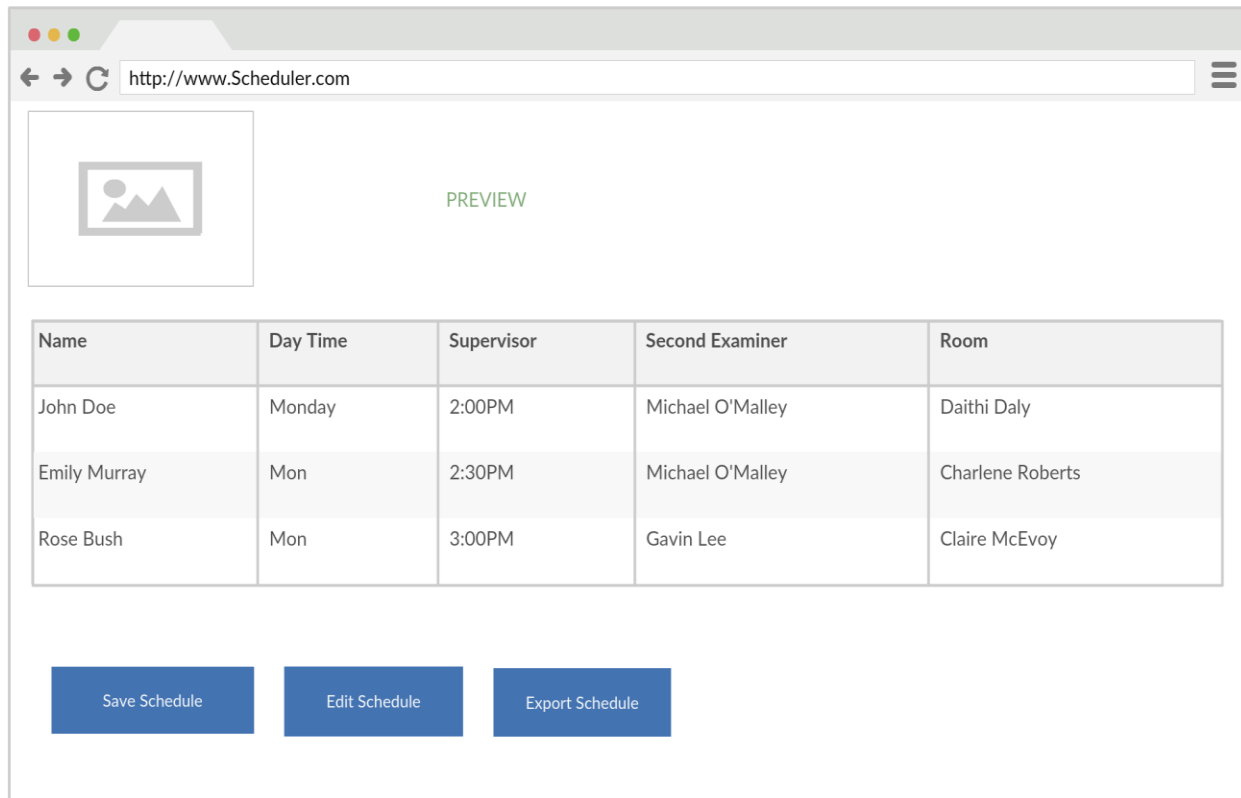 http://www.Scheduler.com
PREVIEW
Name Day Time Supervisor Second Examiner Room
John Doe Monday 2:00PM Michael O'Malley Daithi Daly
Emily Murray Mon 2:30PM Michael O'Malley Charlene Roberts
Rose Bush Mon 3:00PM Gavin Lee Claire McEvoy
Save Schedule Edit Schedule Export Schedule